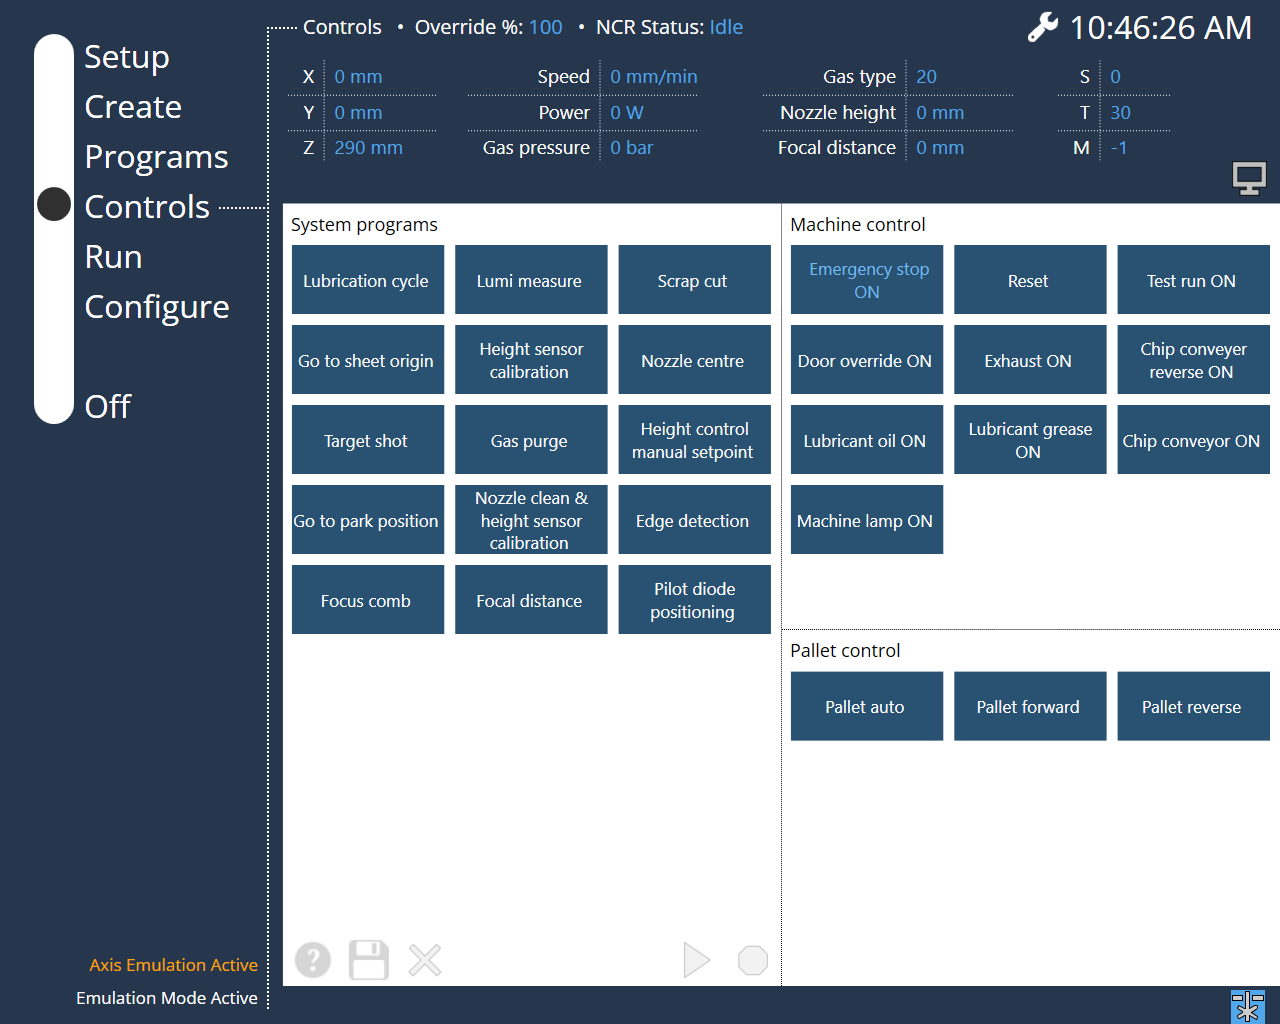 Controls • Override %: 100 • NCR Status: Idle
10:46:26 AM
X 0 mm Speed 0 mm/min Gas type 20 S 0
Y 0 mm Power 0 W Nozzle height 0 mm T 30
Z 290 mm Gas pressure 0 bar Focal distance 0 mm M -1
Setup
Create
Programs
Controls
Run
Configure
Off
System programs
Lubrication cycle
Lumi measure
Scrap cut
Go to sheet origin
Height sensor
calibration
Nozzle centre
Target shot
Gas purge
Height control
manual setpoint
Go to park position
Nozzle clean &
height sensor
calibration
Edge detection
Focus comb
Focal distance
Pilot diode
positioning
Machine control
Emergency stop
ON
Reset
Test run ON
Door override ON
Exhaust ON
Chip conveyer
reverse ON
Lubricant oil ON
Lubricant grease
ON
Chip conveyor ON
Machine lamp ON
Pallet control
Pallet auto
Pallet forward
Pallet reverse
?
Axis Emulation Active
Emulation Mode Active